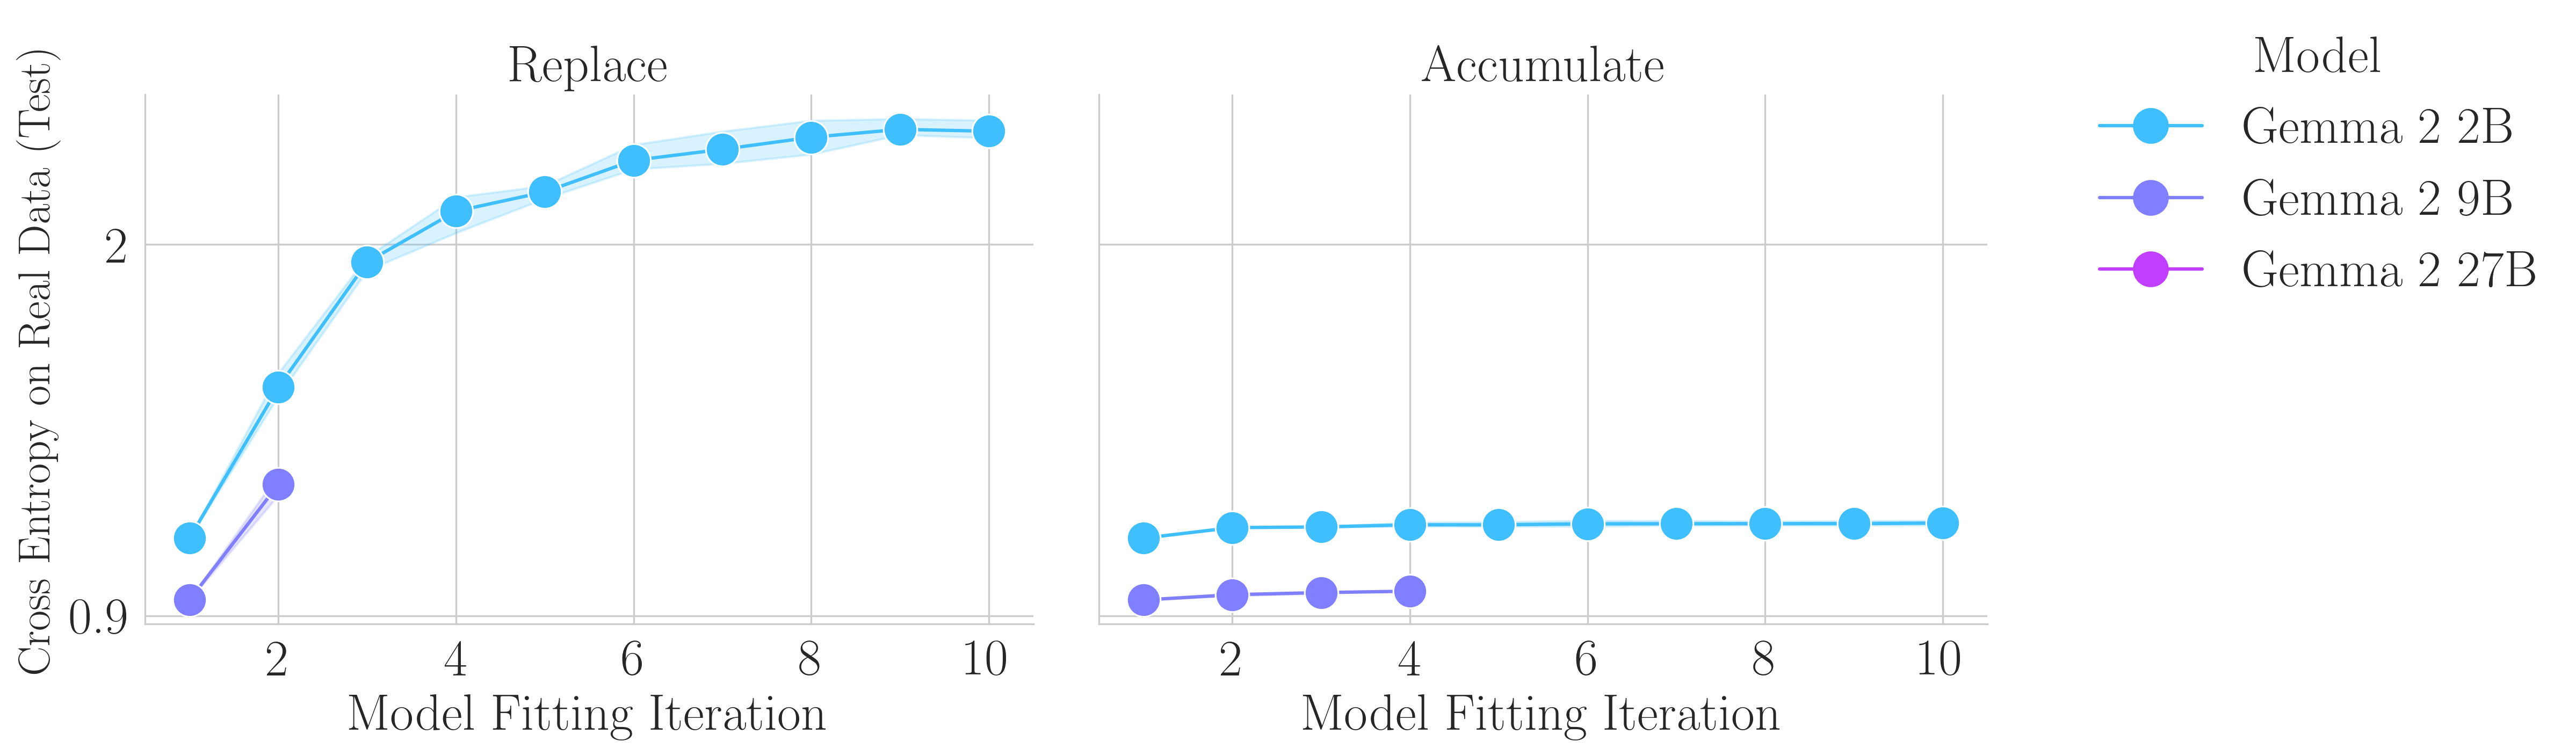 Replace
Accumulate
Model
Gemma 2 2B
Gemma 2 9B
Gemma 2 27B
Cross Entropy on Real Data (Test)
2
0.9
2 4 6 8 10
2 4 6 8 10
Model Fitting Iteration
Model Fitting Iteration